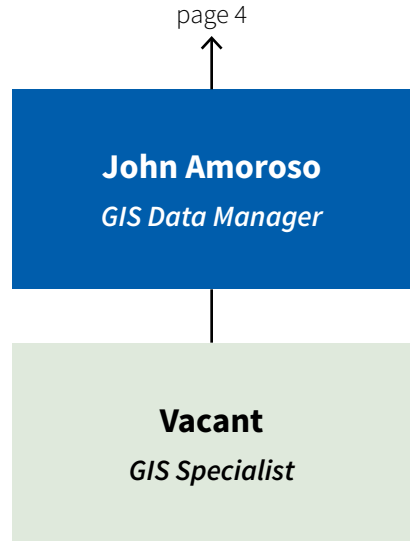 page 4
John Amoroso
GIS Data Manager
Vacant
GIS Specialist